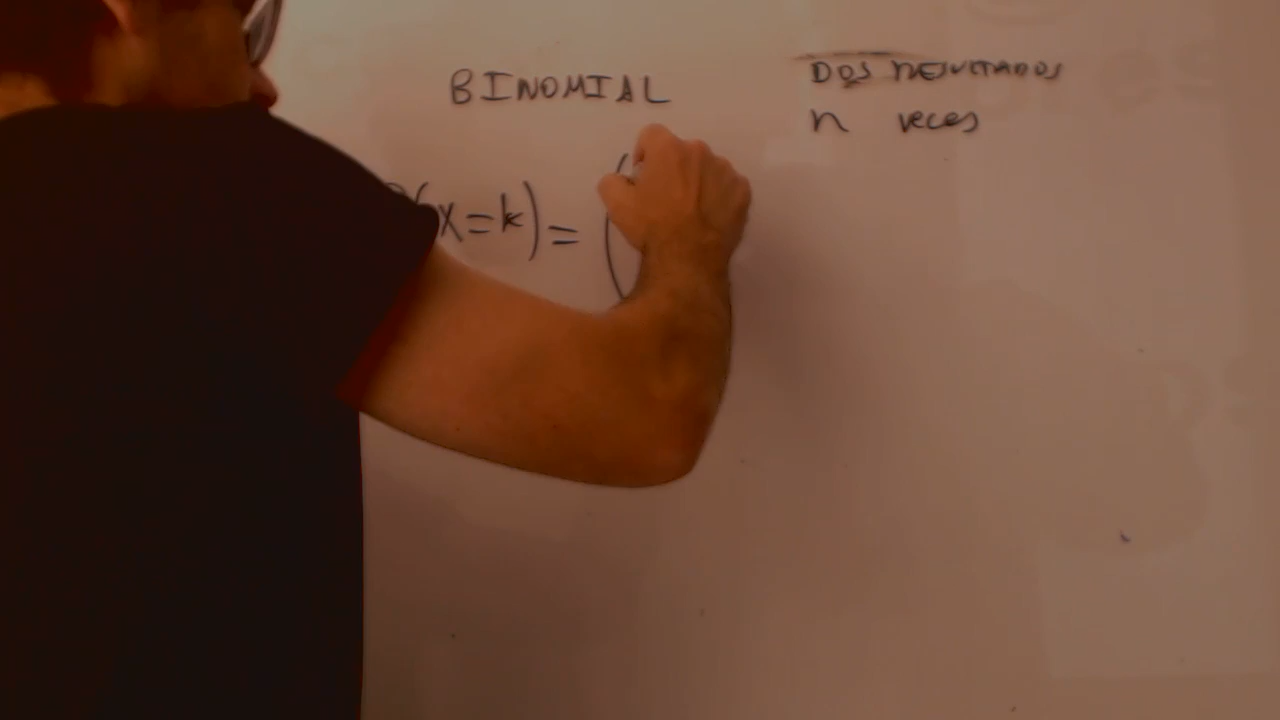 BINOMIAL
DOS RESULTADOS
n veces
(X=k)=(